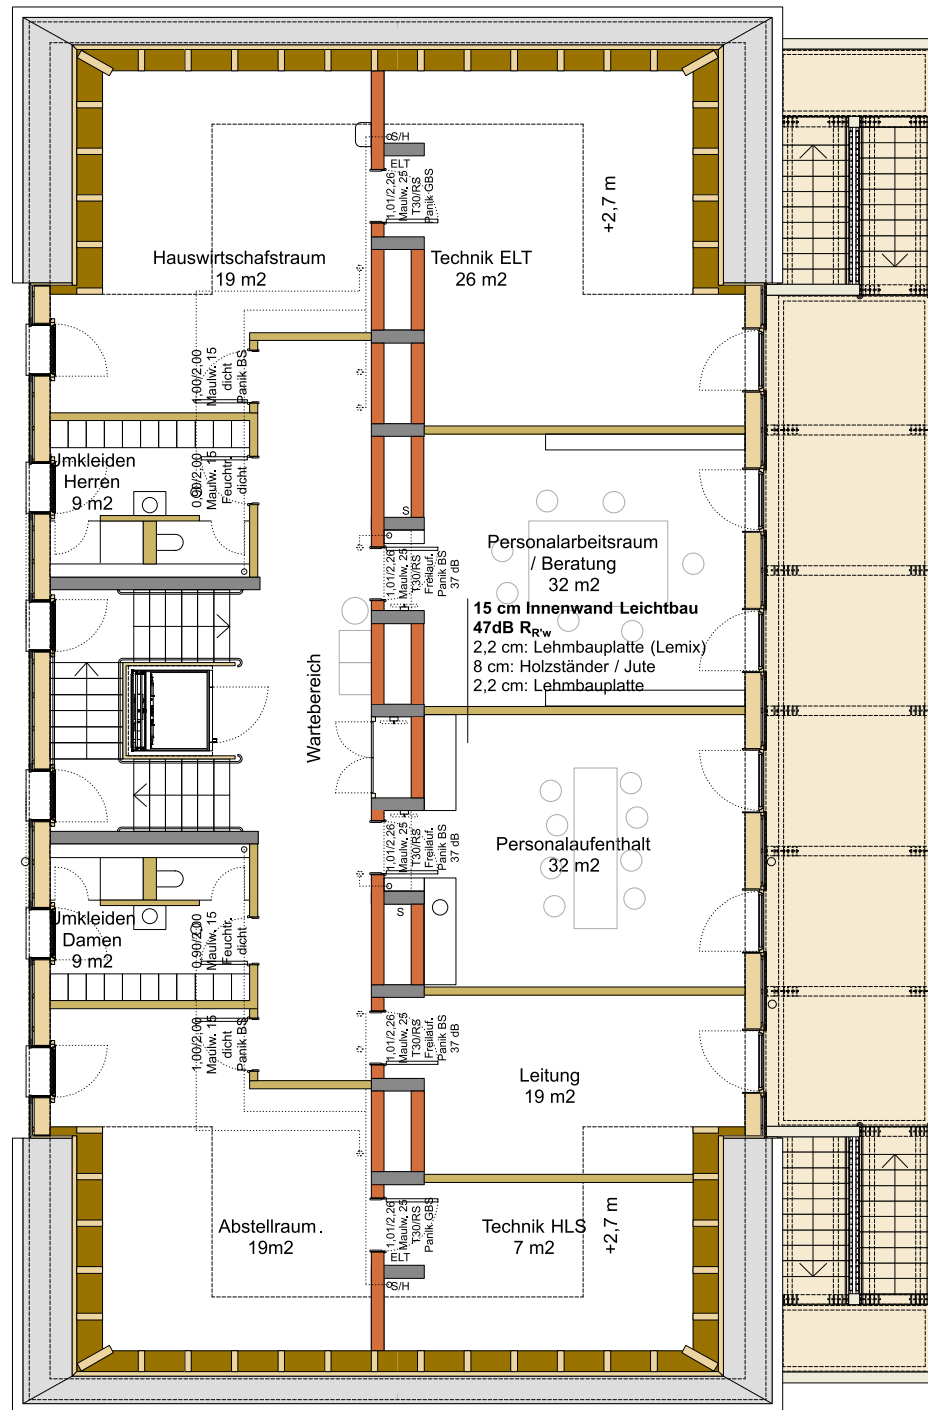 S/H
ELT
1,01/2,26
Maulw. 25
T30/RS
Panik GBS
+2,7 m
Hauswirtschafstraum
19 m2
Technik ELT
26 m2
1,00/2,00
Maulw. 15
dicht
Panik BS
Umkleiden
Herren
9 m2
0,90/2,00
Maulw. 15
Feuchtr.
dicht
S
1,01/2,26
Maulw. 25
T30/RS
Freilauf.
Panik BS
37 dB
Personalarbeitsraum
/ Beratung
32 m2
15 cm Innenwand Leichtbau
47dB RR'w
2,2 cm: Lehmbauplatte (Lemix)
8 cm: Holzständer / Jute
2,2 cm: Lehmbauplatte
Wartebereich
1,01/2,26
Maulw. 25
T30/RS
Freilauf.
Panik BS
37 dB
Personalaufenthalt
32 m2
S
Umkleiden
Damen
9 m2
0,90/2,00
Maulw. 15
Feuchtr.
dicht
1,00/2,00
Maulw. 15
dicht
Panik BS
1,01/2,26
Maulw. 25
T30/RS
Freilauf.
Panik BS
37 dB
Leitung
19 m2
Abstellraum.
19m2
1,01/2,26
Maulw. 25
T30/RS
Panik GBS
Technik HLS
7 m2
+2,7 m
ELT
S/H